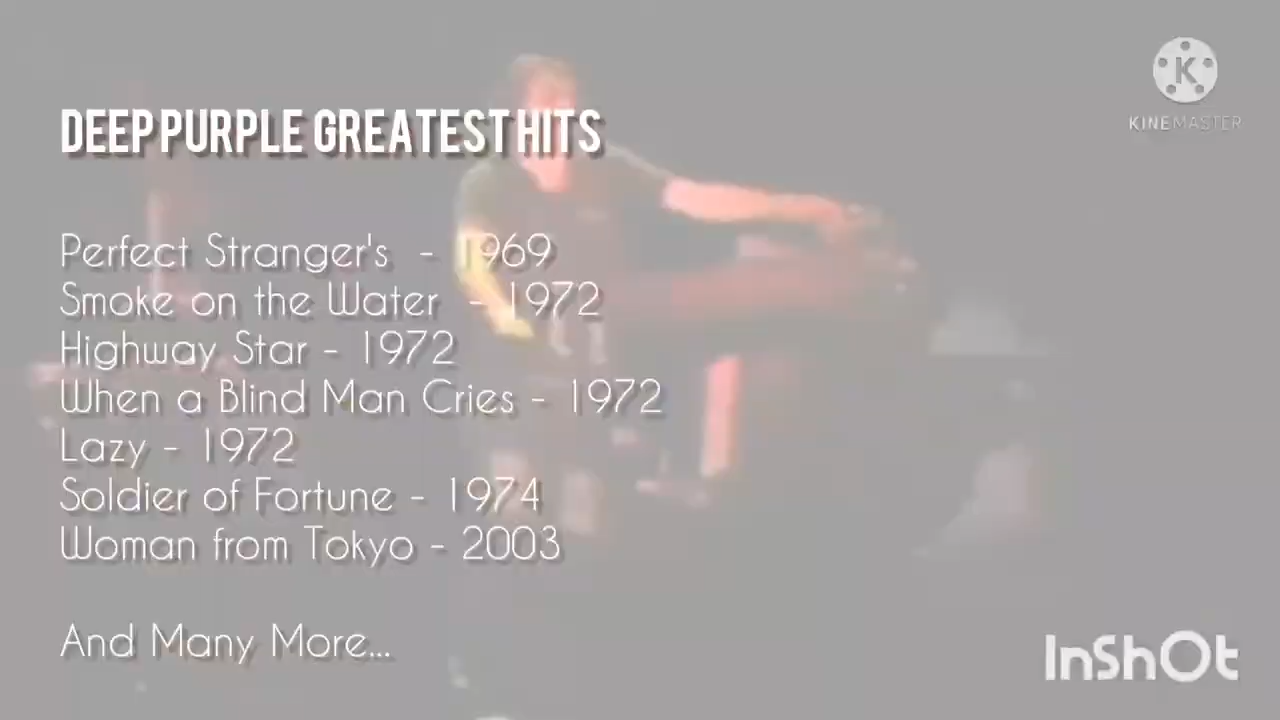 DEEP PURPLE GREATEST HITS
KINEMASTER
Perfect Stranger's - 1969
Smoke on the Water - 1972
Highway Star - 1972
When a Blind Man Cries - 1972
Lazy - 1972
Soldier of Fortune - 1974
Woman from Tokyo - 2003
And Many More...
InShOt